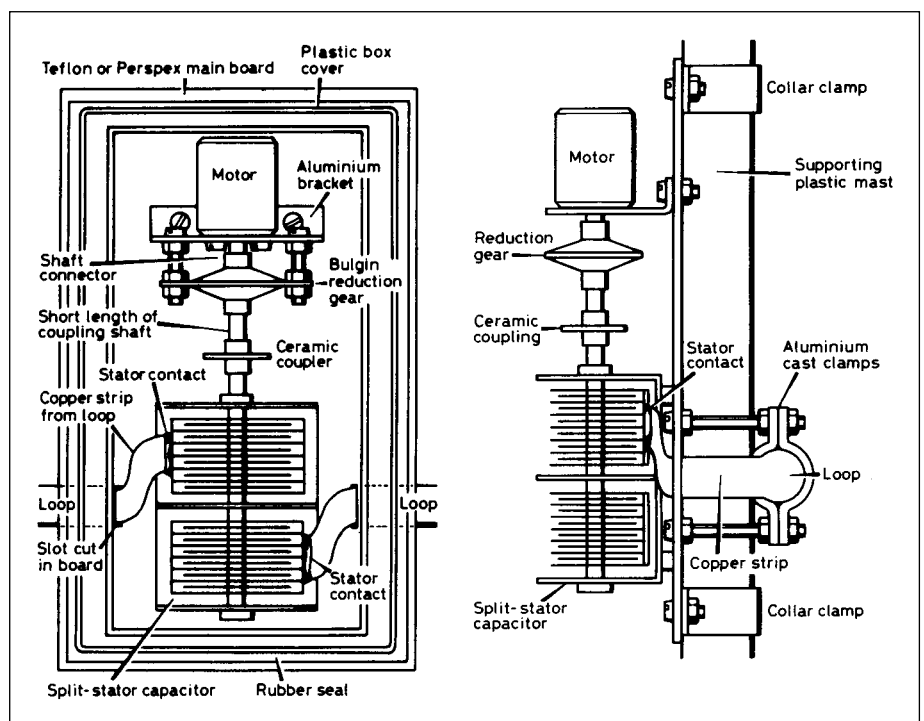 Teflon or Perspex main board
Plastic box
cover
Motor
Aluminium
bracket
Shaft
connector
Bulgin
reduction
gear
Short length of
coupling shaft
Ceramic
coupler
Stator contact
Copper strip
from loop
Loop
Loop
Slot cut
in board
Stator
contact
Split-stator capacitor
Rubber seal
Collar clamp
Motor
Supporting
plastic mast
Reduction
gear
Ceramic
coupling
Stator
contact
Aluminium
cast clamps
Loop
Copper strip
Split-stator
capacitor
Collar clamp